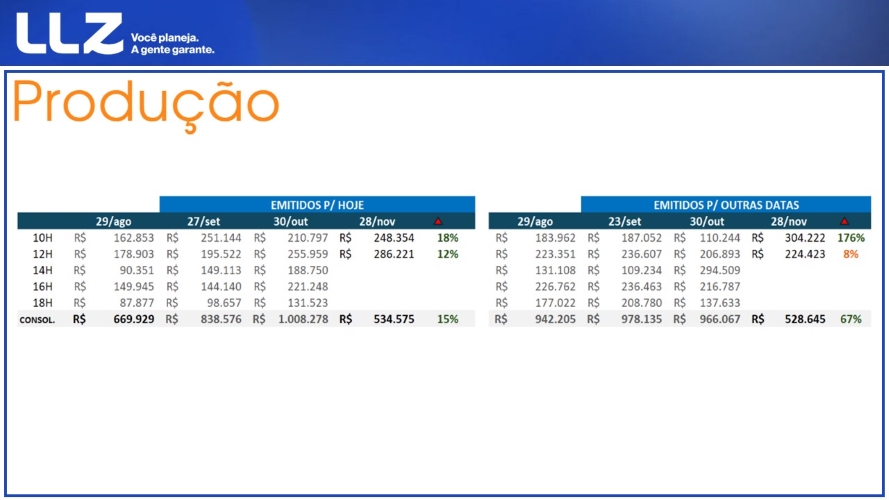 LLZ
Você planeja.
A gente garante.
Produção
EMITIDOS P/ HOJE
29/ago 27/set 30/out 28/nov
10H R$ 162.853 R$ 251.144 R$ 210.797 R$ 248.354 18%
12H R$ 178.903 R$ 195.522 R$ 255.959 R$ 286.221 12%
14H R$ 90.351 R$ 149.113 R$ 188.750
16H R$ 149.945 R$ 144.140 R$ 221.248
18H R$ 87.877 R$ 98.657 R$ 131.523
CONSOL. R$ 669.929 R$ 838.576 R$ 1.008.278 R$ 534.575 15%
EMITIDOS P/ OUTRAS DATAS
29/ago 23/set 30/out 28/nov
R$ 183.962 R$ 187.052 R$ 110.244 R$ 304.222 176%
R$ 223.351 R$ 236.607 R$ 206.893 R$ 224.423 8%
R$ 131.108 R$ 109.234 R$ 294.509
R$ 226.762 R$ 236.463 R$ 216.787
R$ 177.022 R$ 208.780 R$ 137.633
R$ 942.205 R$ 978.135 R$ 966.067 R$ 528.645 67%